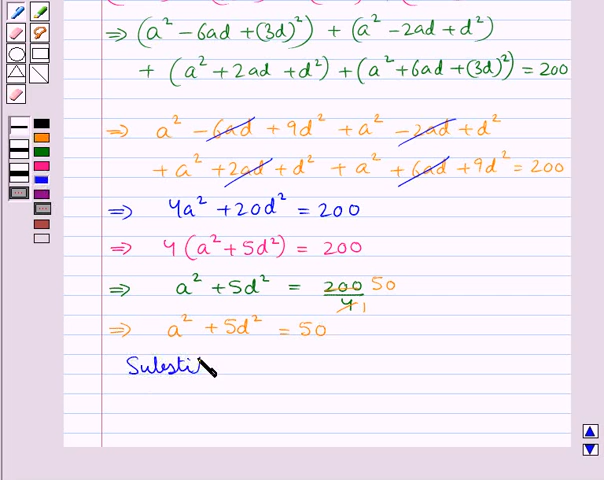 ⇒ (a² - 6ad + (3d)²) + (a² - 2ad + d²)
+ (a² + 2ad + d²) + (a² + 6ad + (3d)²) = 200
⇒ a² - 6ad + 9d² + a² - 2ad + d²
+ a² + 2ad + d² + a² + 6ad + 9d² = 200
⇒ 4a² + 20d² = 200
⇒ 4(a² + 5d²) = 200
⇒ a² + 5d² = 200/4 50 1
⇒ a² + 5d² = 50
Substi